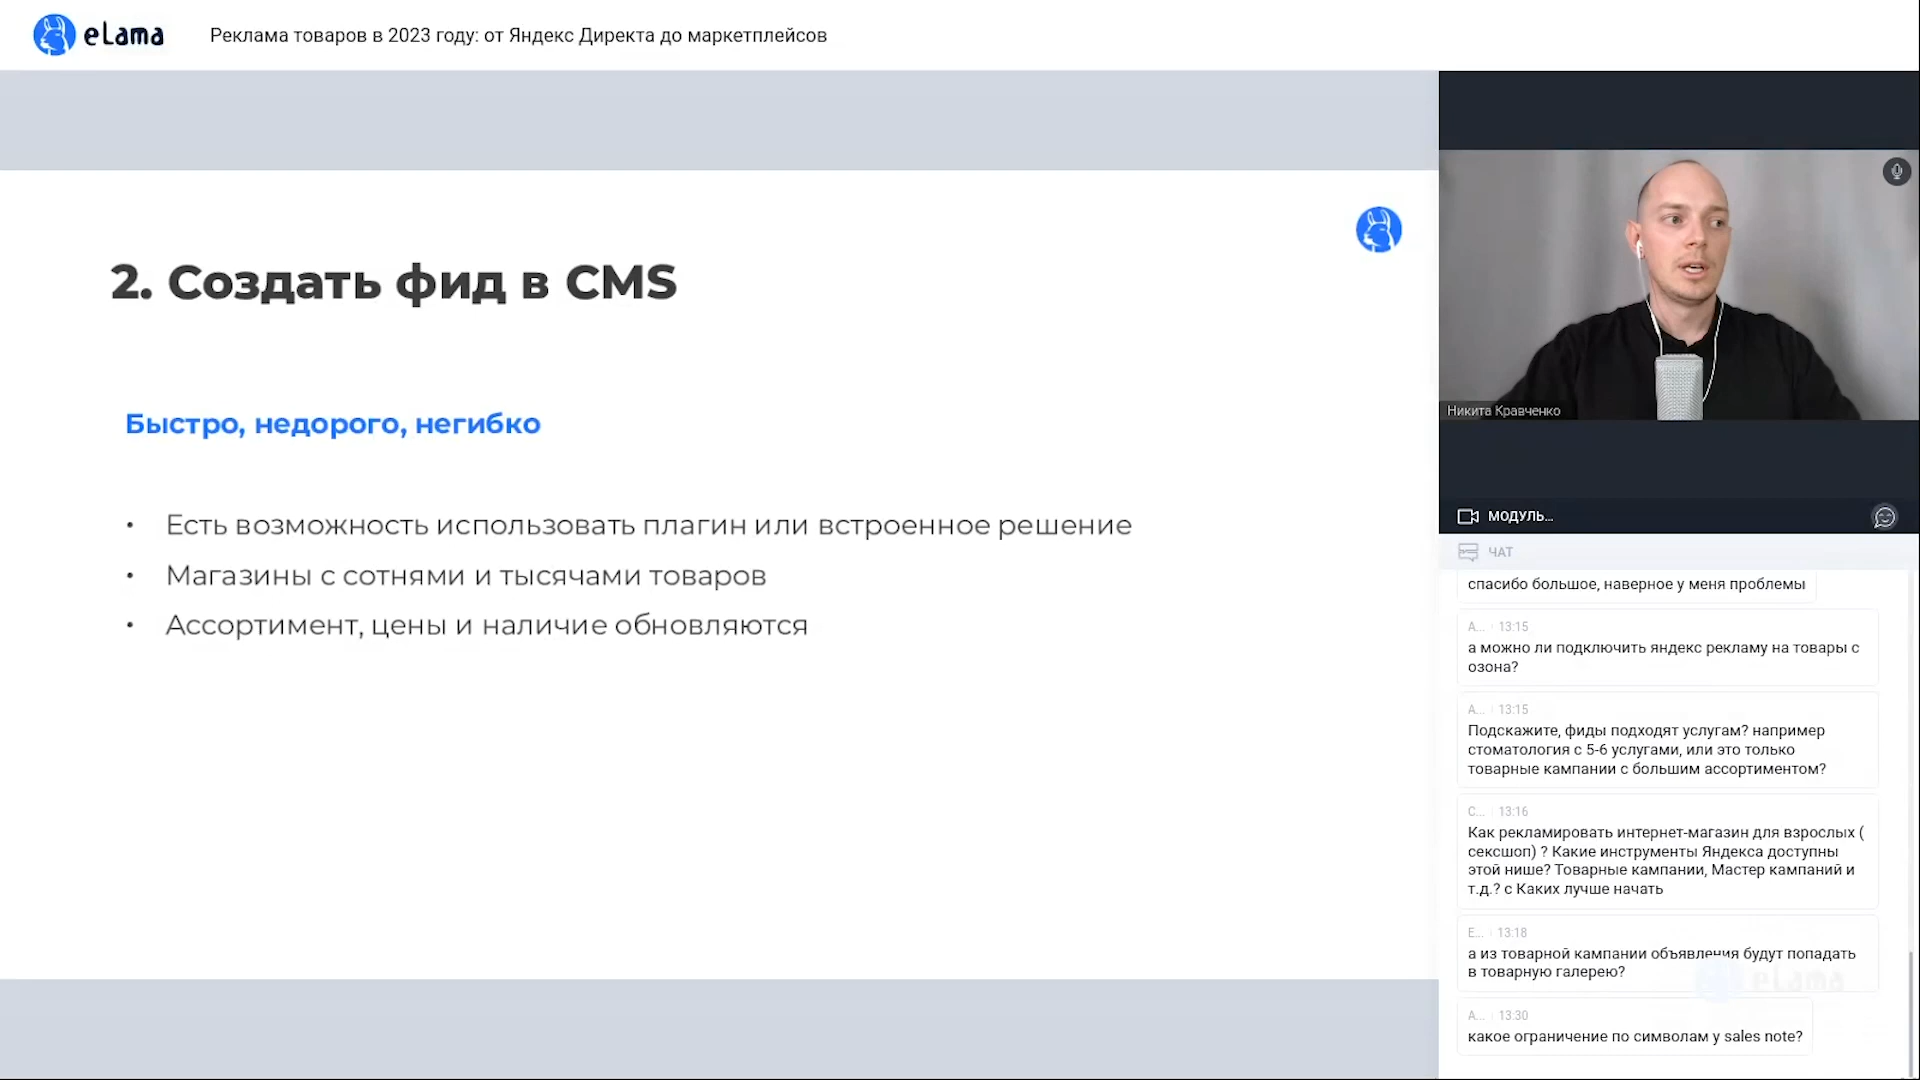 eLama
Реклама товаров в 2023 году: от Яндекс Директа до маркетплейсов
2. Создать фид в CMS
Быстро, недорого, негибко
• Есть возможность использовать плагин или встроенное решение
• Магазины с сотнями и тысячами товаров
• Ассортимент, цены и наличие обновляются
Никита Кравченко
МОДУЛЬ...
ЧАТ
спасибо большое, наверное у меня проблемы
А... 13:15
а можно ли подключить яндекс рекламу на товары с
озона?
А... 13:15
Подскажите, фиды подходят услугам? например
стоматология с 5-6 услугами, или это только
товарные кампании с большим ассортиментом?
С... 13:16
Как рекламировать интернет-магазин для взрослых (
сексшоп) ? Какие инструменты Яндекса доступны
этой нише? Товарные кампании, Мастер кампаний и
т.д.? с Каких лучше начать
Е... 13:18
а из товарной кампании объявления будут попадать
в товарную галерею?
eLama
А... 13:30
какое ограничение по символам у sales note?